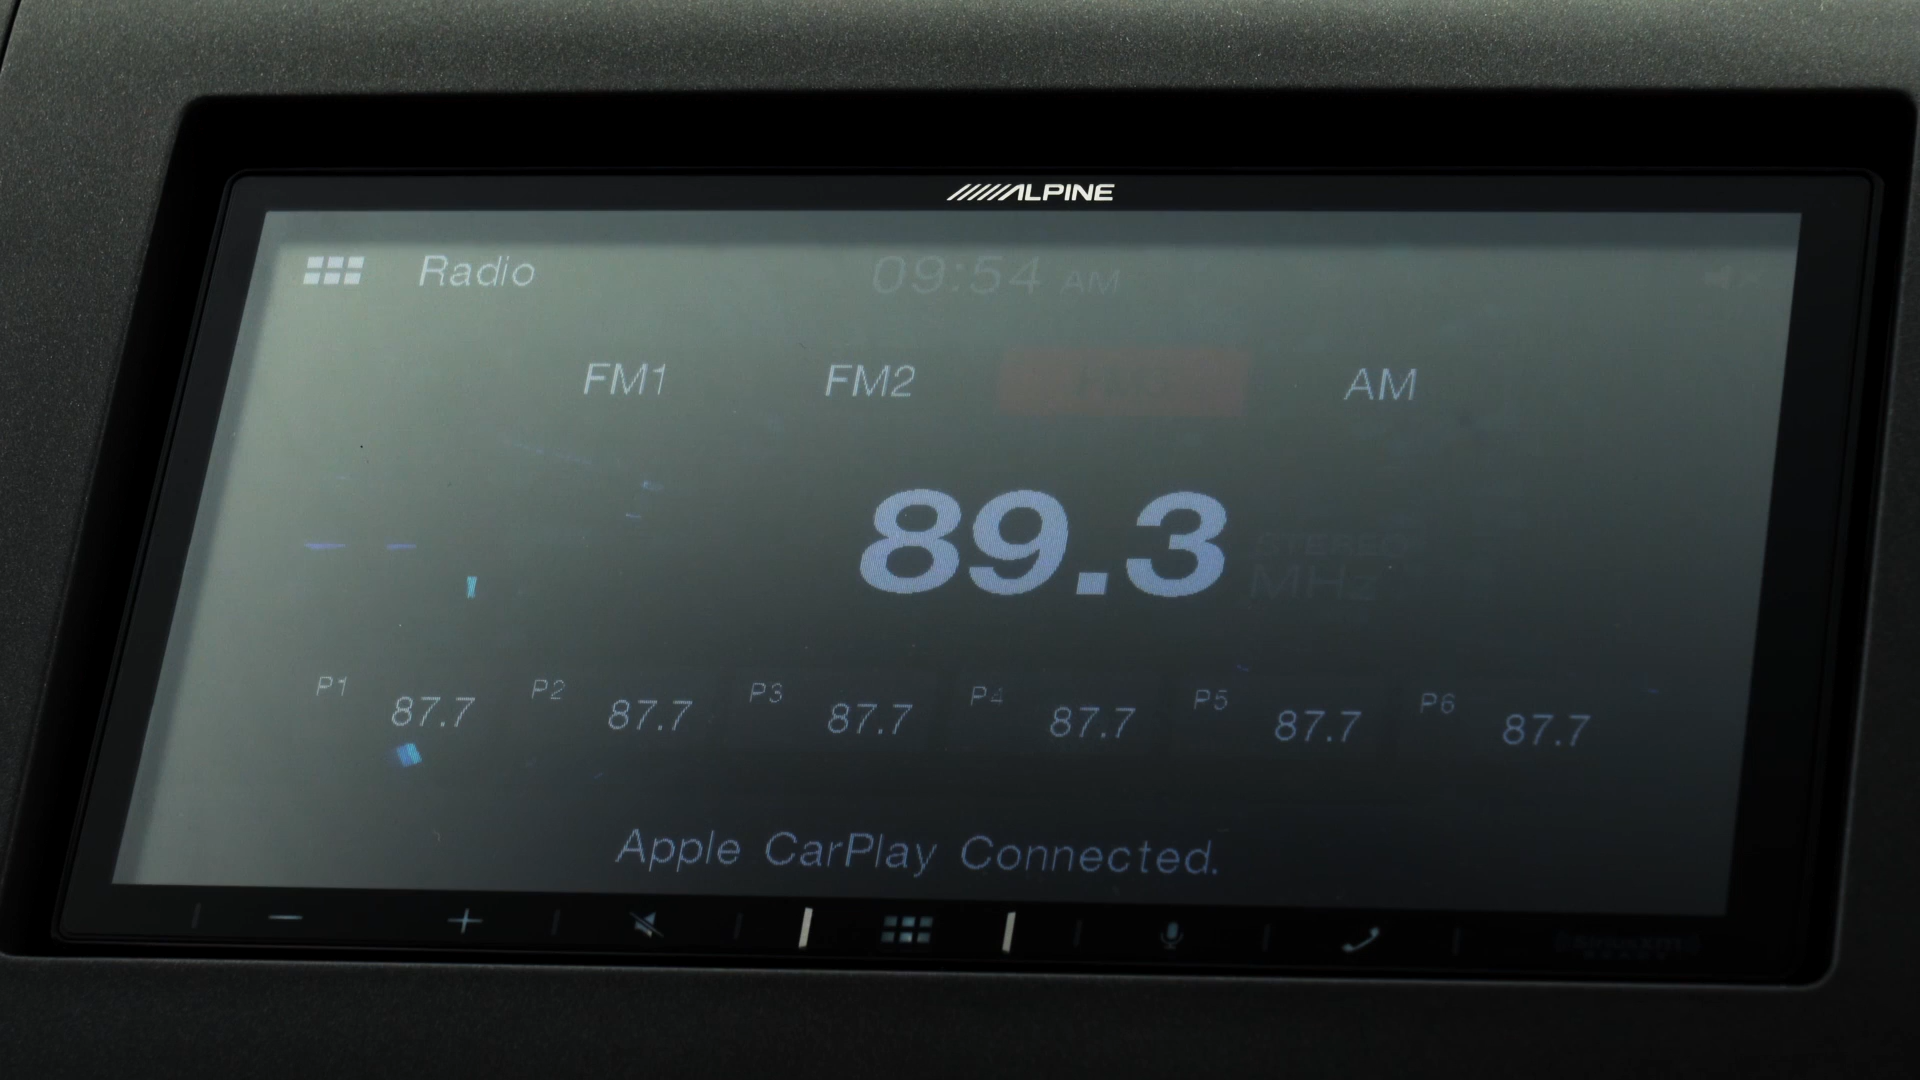 ALPINE
Radio 09:54 AM
FM1 FM2 AM
89.3 STEREO
MHz
P1 87.7 P2 87.7 P3 87.7 P4 87.7 P5 87.7 P6 87.7
Apple CarPlay Connected.